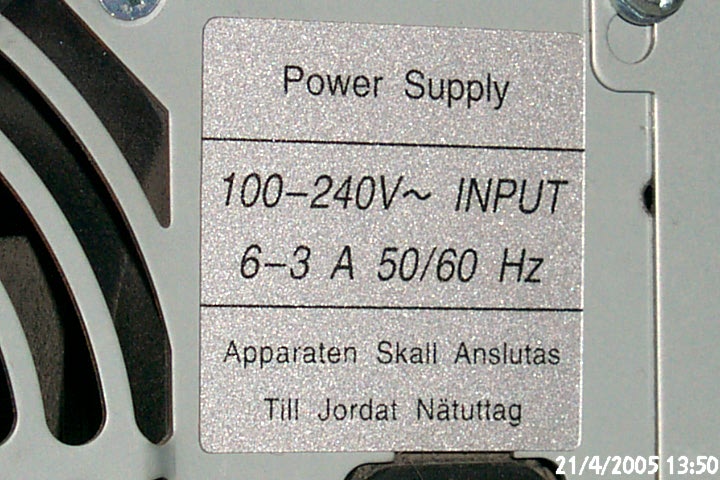 Power Supply
100-240V~ INPUT
6-3 A 50/60 Hz
Apparaten Skall Anslutas
Till Jordat Nätuttag
21/4/2005 13:50